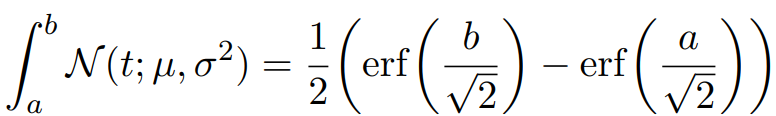 ∫_a^b 𝒩(t; μ, σ²) = 1/2 ( erf( b/√2 ) − erf( a/√2 ) )